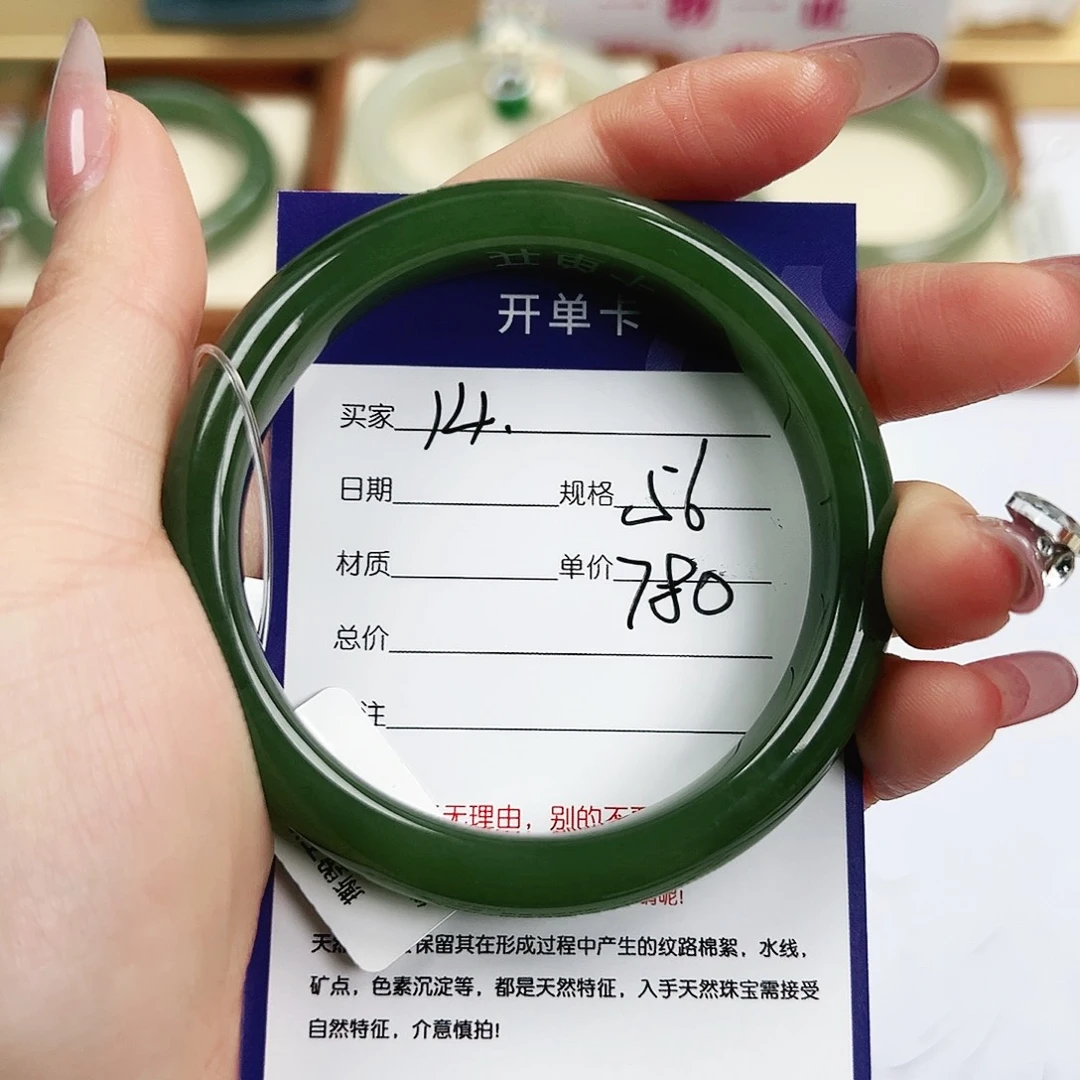 开单卡
买家 14.
日期 规格 56
材质 单价 780
总价
注
无理由，别的不
呢！
天然 保留其在形成过程中产生的纹路棉絮，水线，
矿点，色素沉淀等，都是天然特征，入手天然珠宝需接受
自然特征，介意慎拍！